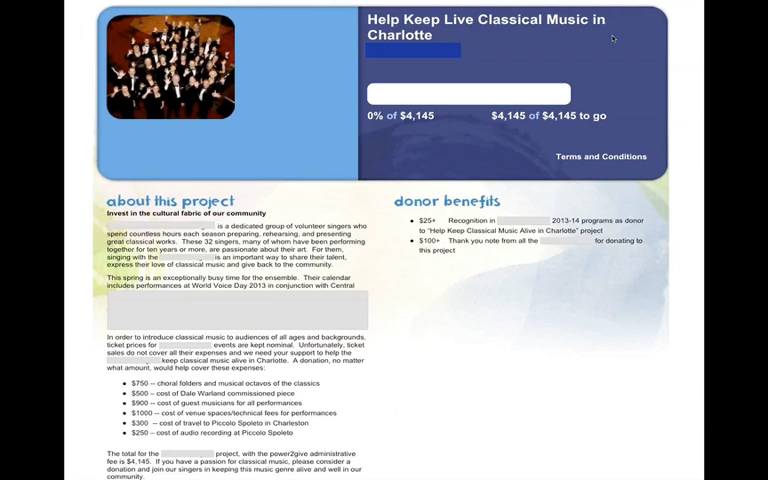 Help Keep Live Classical Music in
Charlotte
0% of $4,145
$4,145 of $4,145 to go
Terms and Conditions
about this project
Invest in the cultural fabric of our community
is a dedicated group of volunteer singers who
spend countless hours each season preparing, rehearsing, and presenting
great classical works. These 32 singers, many of whom have been performing
together for ten years or more, are passionate about their art. For them,
singing with the is an important way to share their talent,
express their love of classical music and give back to the community.
This spring is an exceptionally busy time for the ensemble. Their calendar
includes performances at World Voice Day 2013 in conjunction with Central
In order to introduce classical music to audiences of all ages and backgrounds,
ticket prices for events are kept nominal. Unfortunately, ticket
sales do not cover all their expenses and we need your support to help the
keep classical music alive in Charlotte. A donation, no matter
what amount, would help cover these expenses:
• $750 -- choral folders and musical octavos of the classics
• $500 -- cost of Dale Warland commissioned piece
• $900 -- cost of guest musicians for all performances
• $1000 -- cost of venue spaces/technical fees for performances
• $300 -- cost of travel to Piccolo Spoleto in Charleston
• $250 -- cost of audio recording at Piccolo Spoleto
The total for the project, with the power2give administrative
fee is $4,145. If you have a passion for classical music, please consider a
donation and join our singers in keeping this music genre alive and well in our
community.
donor benefits
• $25+ Recognition in 2013-14 programs as donor
to "Help Keep Live Classical Music Alive in Charlotte" project
• $100+ Thank you note from all the for donating to
this project